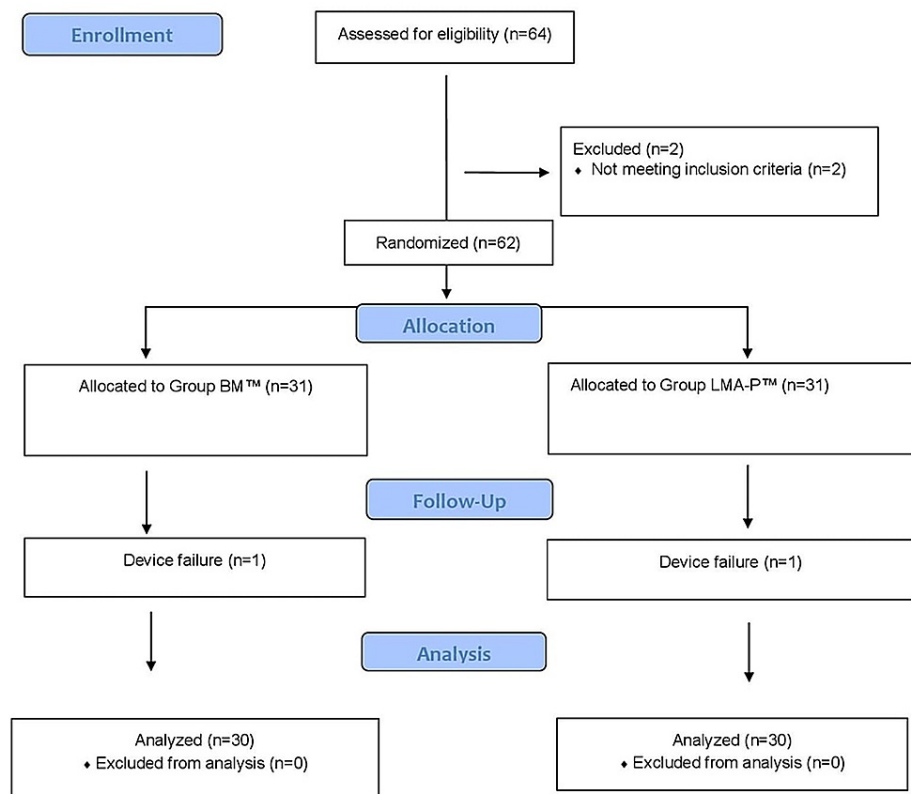 Enrollment
Assessed for eligibility (n=64)
Excluded (n=2)
♦ Not meeting inclusion criteria (n=2)
Randomized (n=62)
Allocation
Allocated to Group BM™ (n=31)
Allocated to Group LMA-P™ (n=31)
Follow-Up
Device failure (n=1)
Device failure (n=1)
Analysis
Analyzed (n=30)
♦ Excluded from analysis (n=0)
Analyzed (n=30)
♦ Excluded from analysis (n=0)